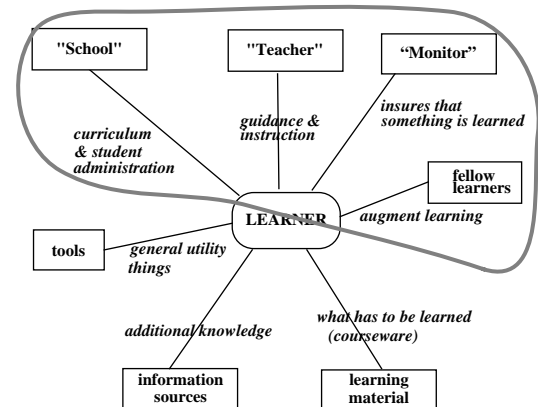 "School"
"Teacher"
“Monitor”
insures that
something is learned
guidance &
instruction
curriculum
& student
administration
fellow
learners
LEARNER
augment learning
tools
general utility
things
what has to be learned
(courseware)
additional knowledge
information
sources
learning
material